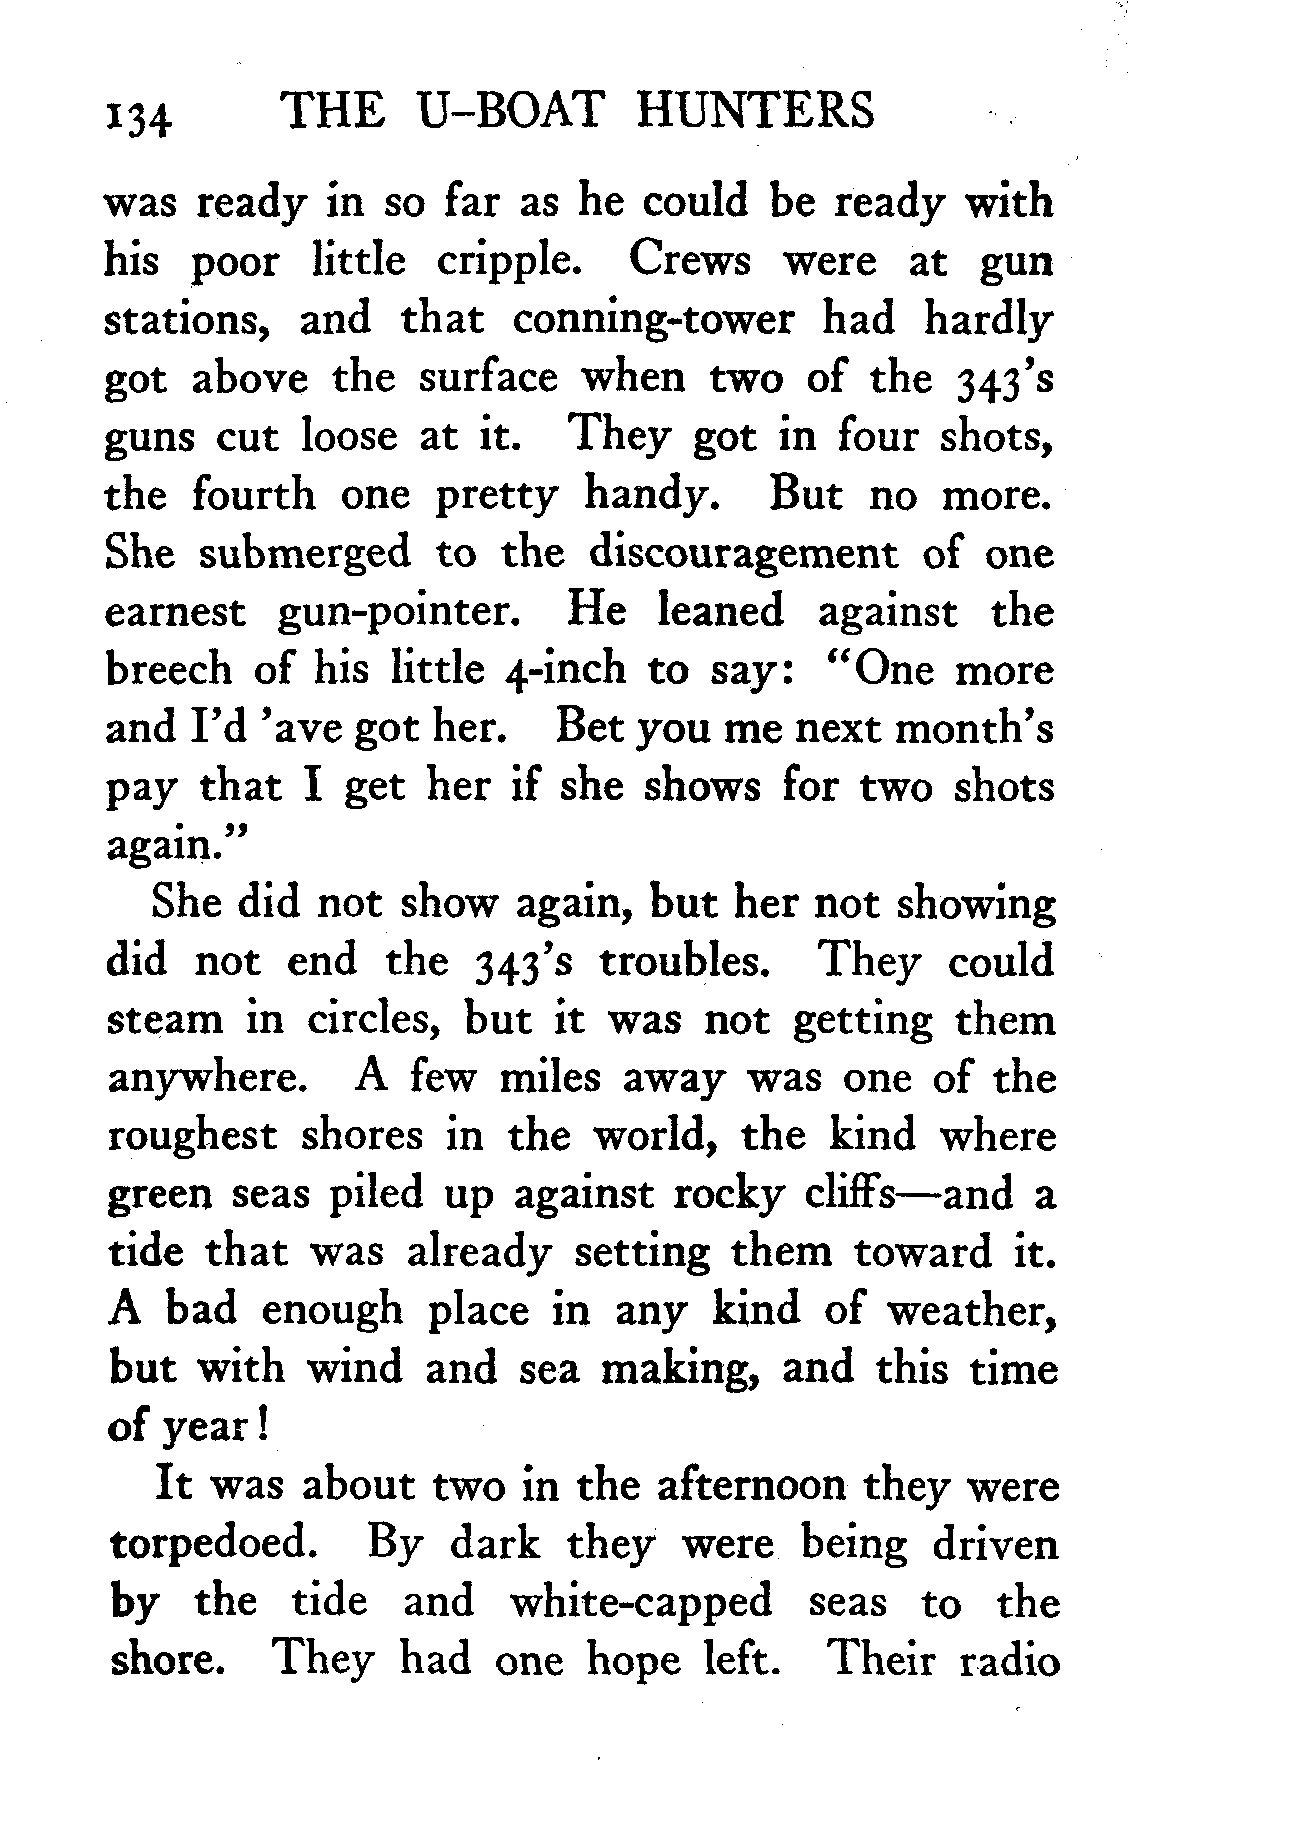 134 THE U-BOAT HUNTERS
was ready in so far as he could be ready with
his poor little cripple. Crews were at gun
stations, and that conning-tower had hardly
got above the surface when two of the 343's
guns cut loose at it. They got in four shots,
the fourth one pretty handy. But no more.
She submerged to the discouragement of one
earnest gun-pointer. He leaned against the
breech of his little 4-inch to say: “One more
and I'd 'ave got her. Bet you me next month's
pay that I get her if she shows for two shots
again.”
She did not show again, but her not showing
did not end the 343's troubles. They could
steam in circles, but it was not getting them
anywhere. A few miles away was one of the
roughest shores in the world, the kind where
green seas piled up against rocky cliffs—and a
tide that was already setting them toward it.
A bad enough place in any kind of weather,
but with wind and sea making, and this time
of year!
It was about two in the afternoon they were
torpedoed. By dark they were being driven
by the tide and white-capped seas to the
shore. They had one hope left. Their radio